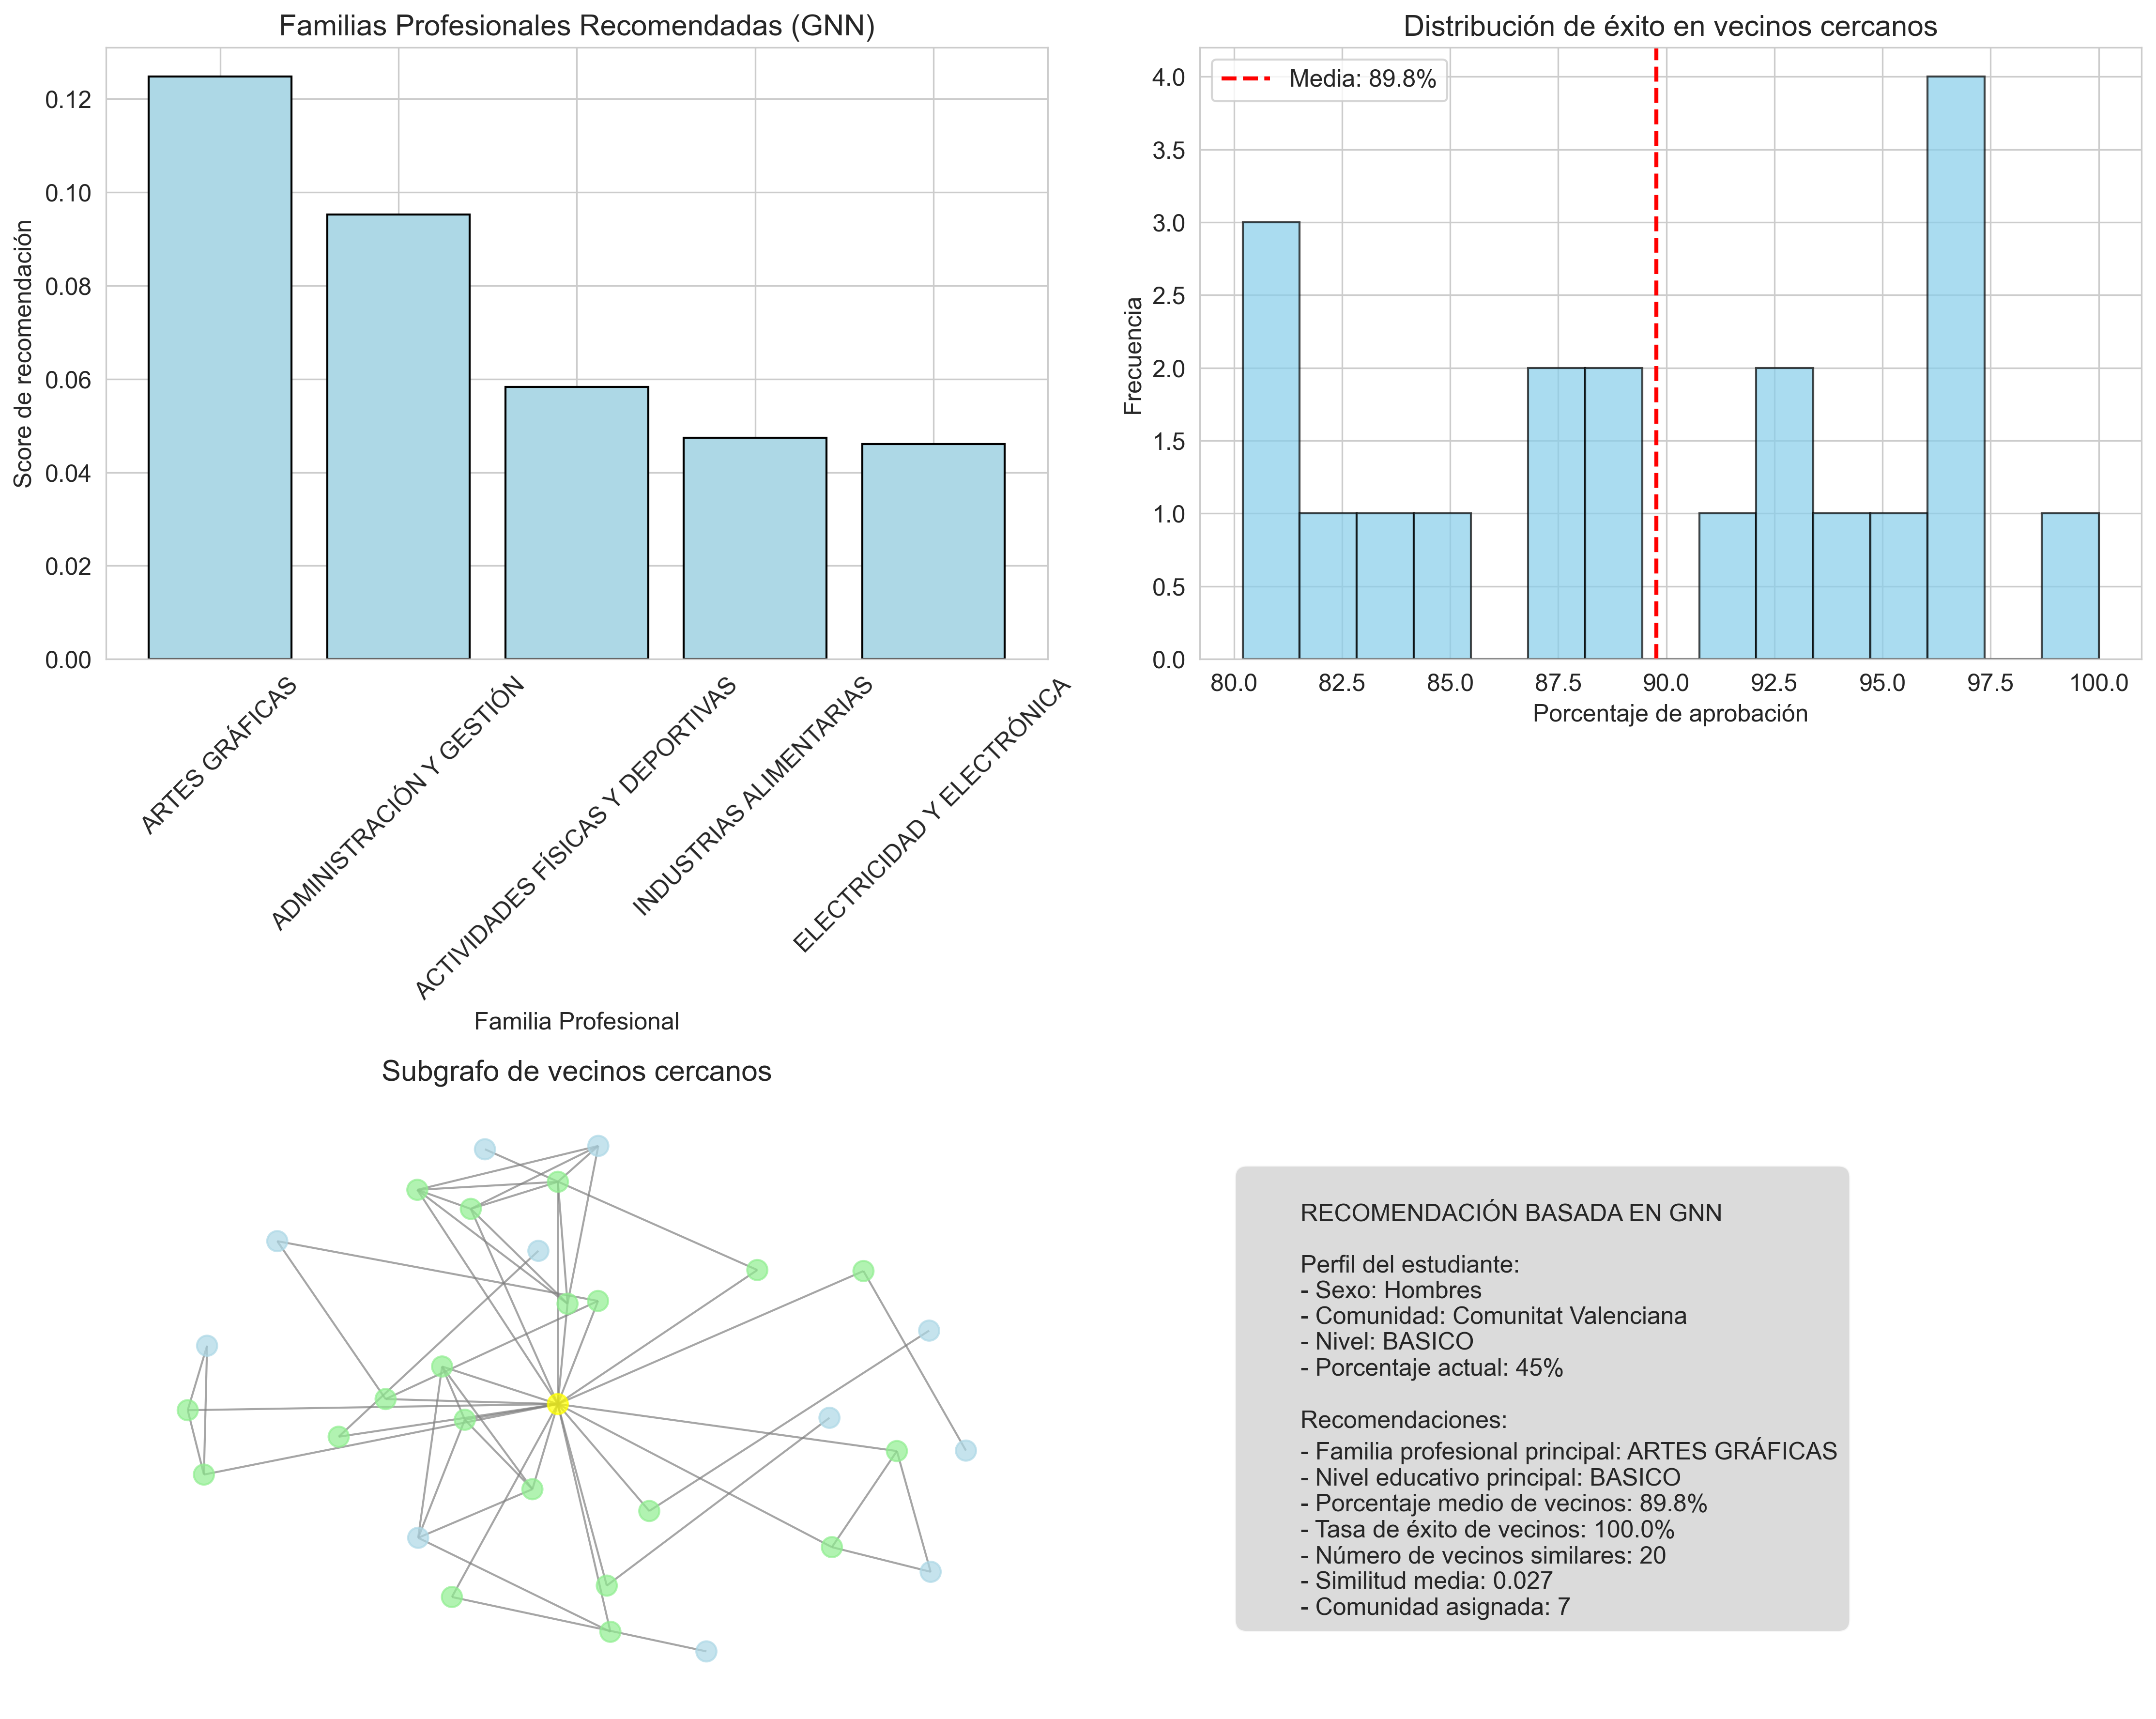 Familias Profesionales Recomendadas (GNN)
Score de recomendación
0.12
0.10
0.08
0.06
0.04
0.02
0.00
ARTES GRÁFICAS
ADMINISTRACIÓN Y GESTIÓN
ACTIVIDADES FÍSICAS Y DEPORTIVAS
INDUSTRIAS ALIMENTARIAS
ELECTRICIDAD Y ELECTRÓNICA
Familia Profesional
Distribución de éxito en vecinos cercanos
Media: 89.8%
Frecuencia
4.0
3.5
3.0
2.5
2.0
1.5
1.0
0.5
0.0
80.0 82.5 85.0 87.5 90.0 92.5 95.0 97.5 100.0
Porcentaje de aprobación
Subgrafo de vecinos cercanos
RECOMENDACIÓN BASADA EN GNN
Perfil del estudiante:
- Sexo: Hombres
- Comunidad: Comunitat Valenciana
- Nivel: BASICO
- Porcentaje actual: 45%
Recomendaciones:
- Familia profesional principal: ARTES GRÁFICAS
- Nivel educativo principal: BASICO
- Porcentaje medio de vecinos: 89.8%
- Tasa de éxito de vecinos: 100.0%
- Número de vecinos similares: 20
- Similitud media: 0.027
- Comunidad asignada: 7